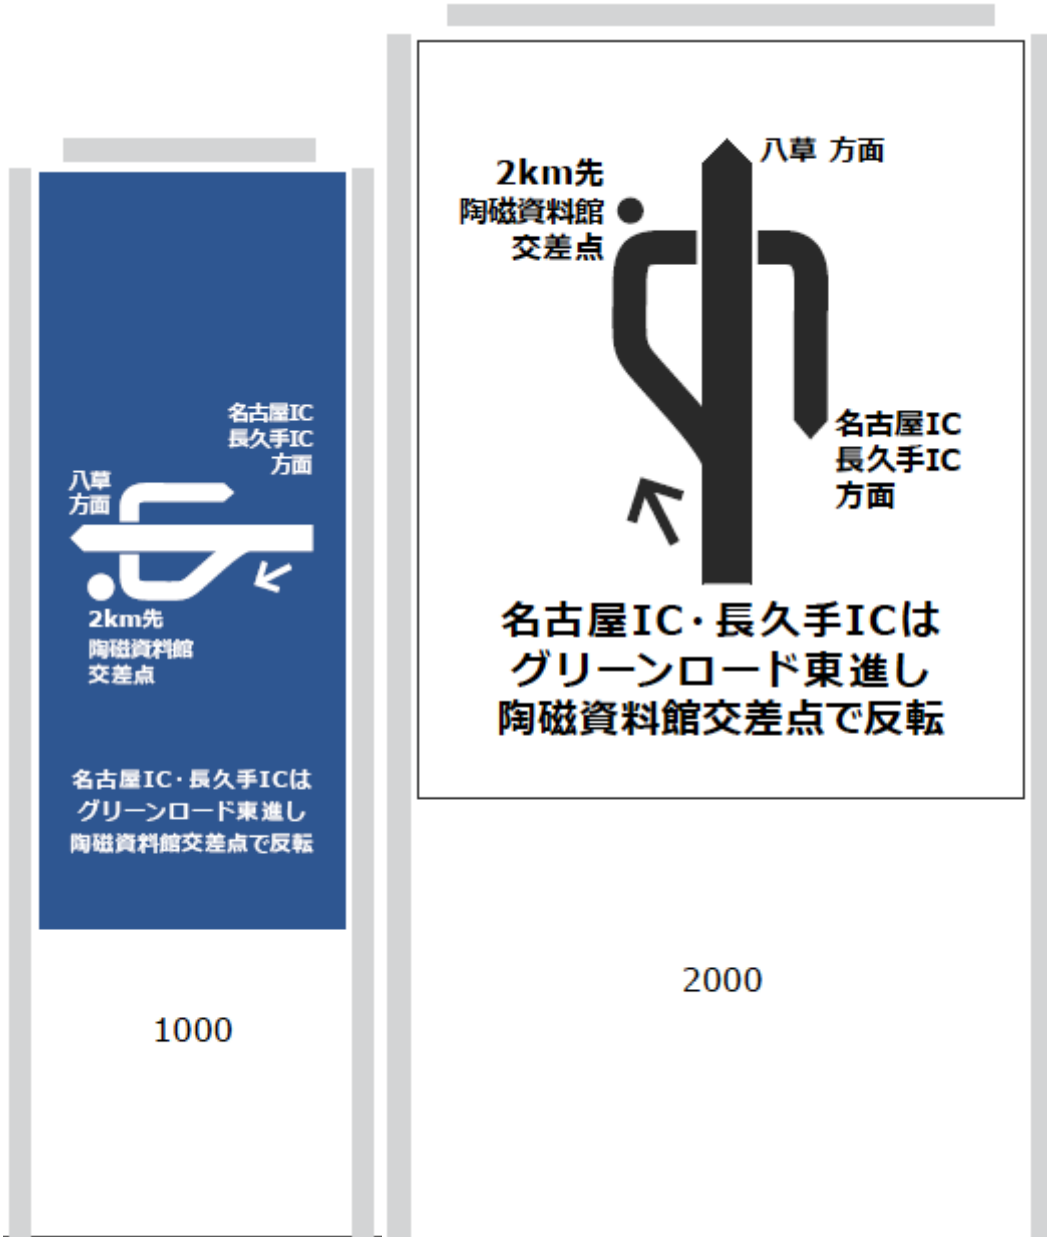 名古屋IC
長久手IC
方面
八草
方面
2km先
陶磁資料館
交差点
名古屋IC・長久手ICは
グリーンロード東進し
陶磁資料館交差点で反転
1000
八草 方面
2km先
陶磁資料館
交差点
名古屋IC
長久手IC
方面
名古屋IC・長久手ICは
グリーンロード東進し
陶磁資料館交差点で反転
2000